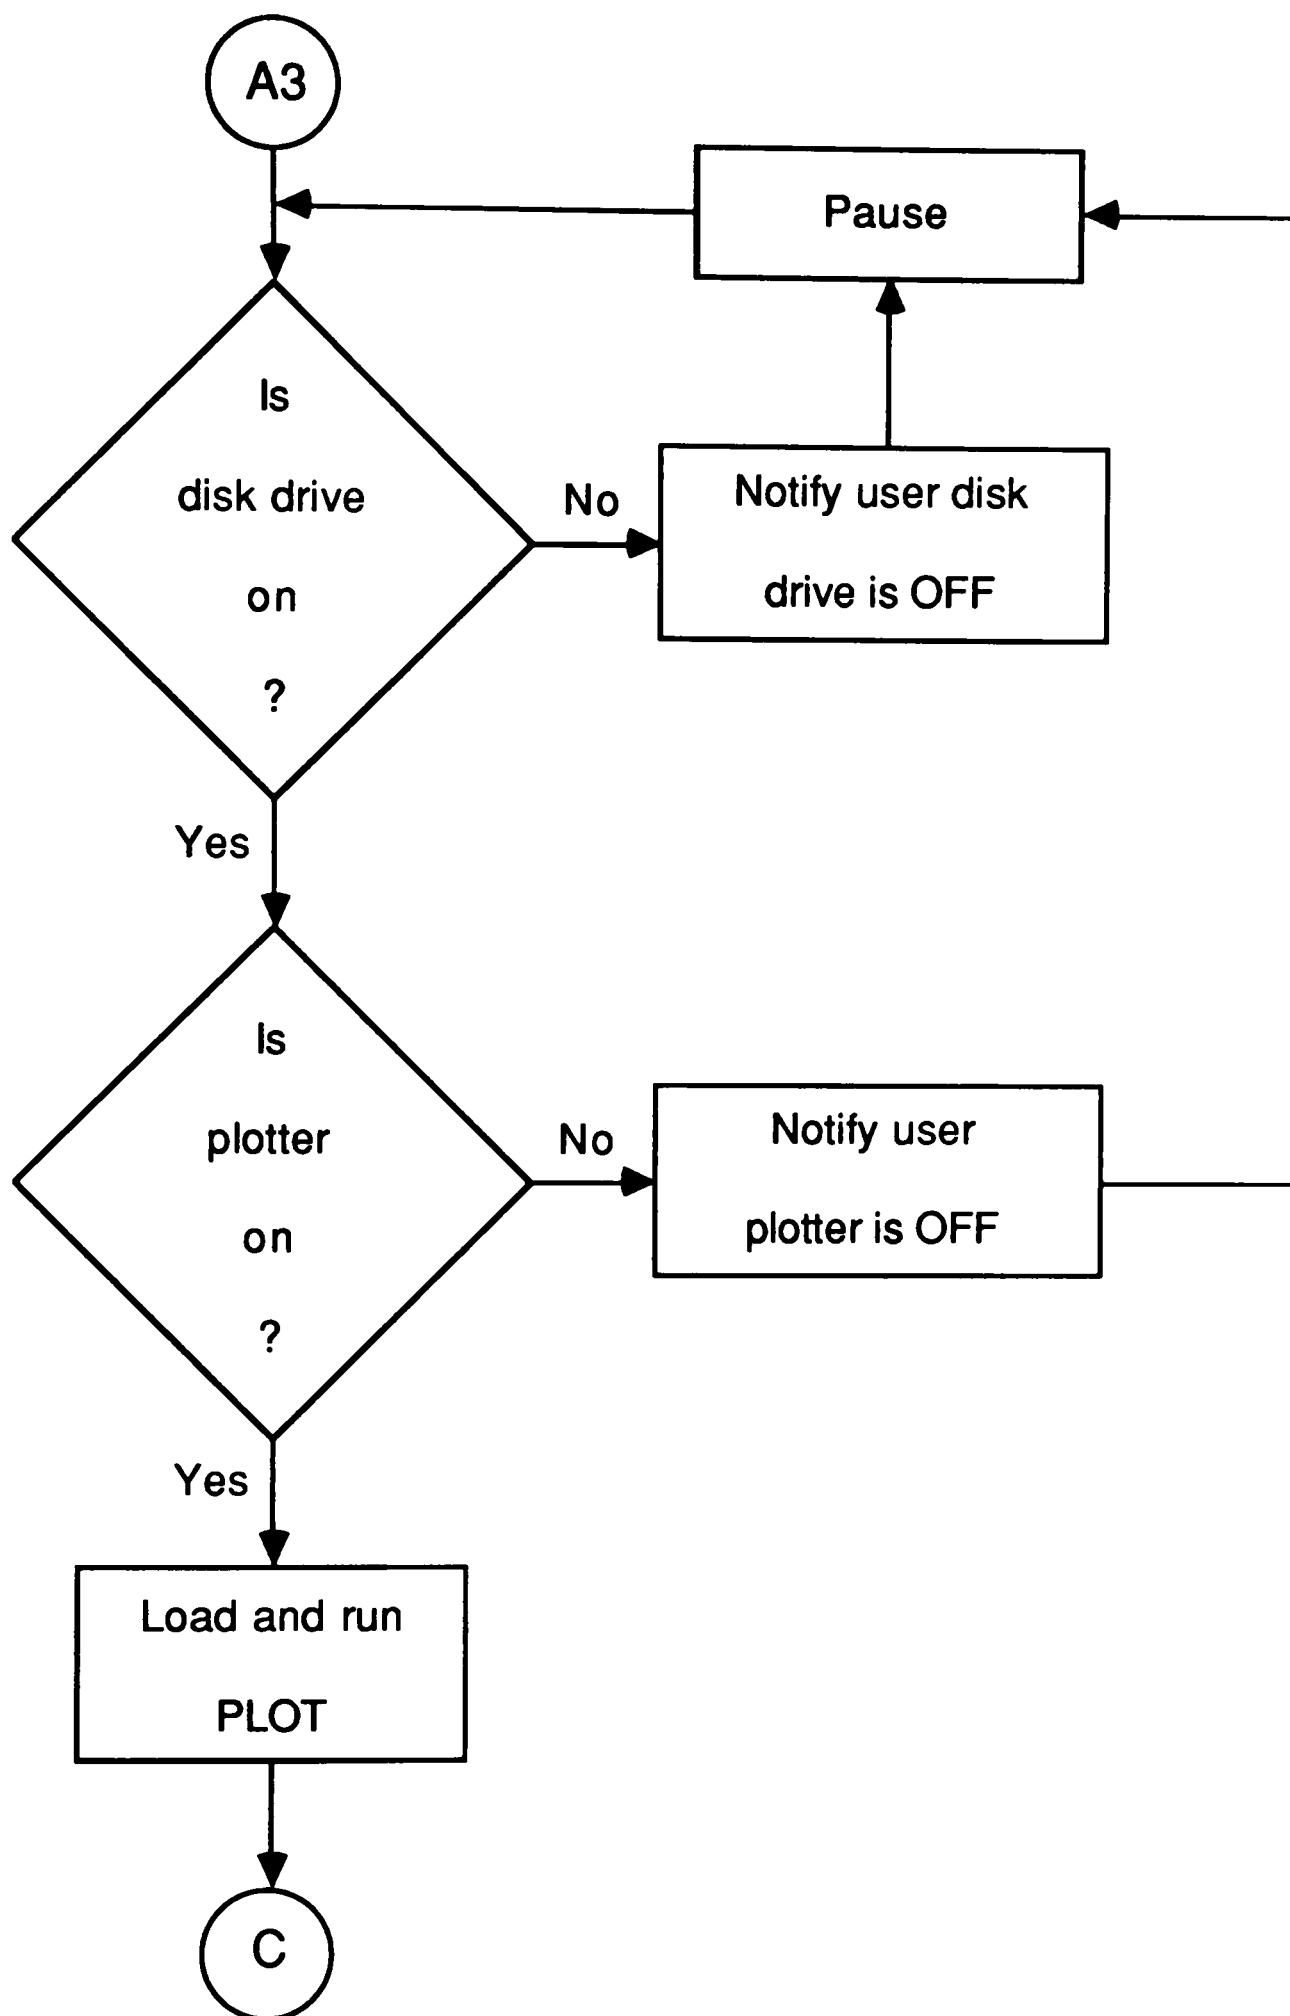 A3
Pause
Is
disk drive
on
?
No
Notify user disk
drive is OFF
Yes
Is
plotter
on
?
No
Notify user
plotter is OFF
Yes
Load and run
PLOT
C